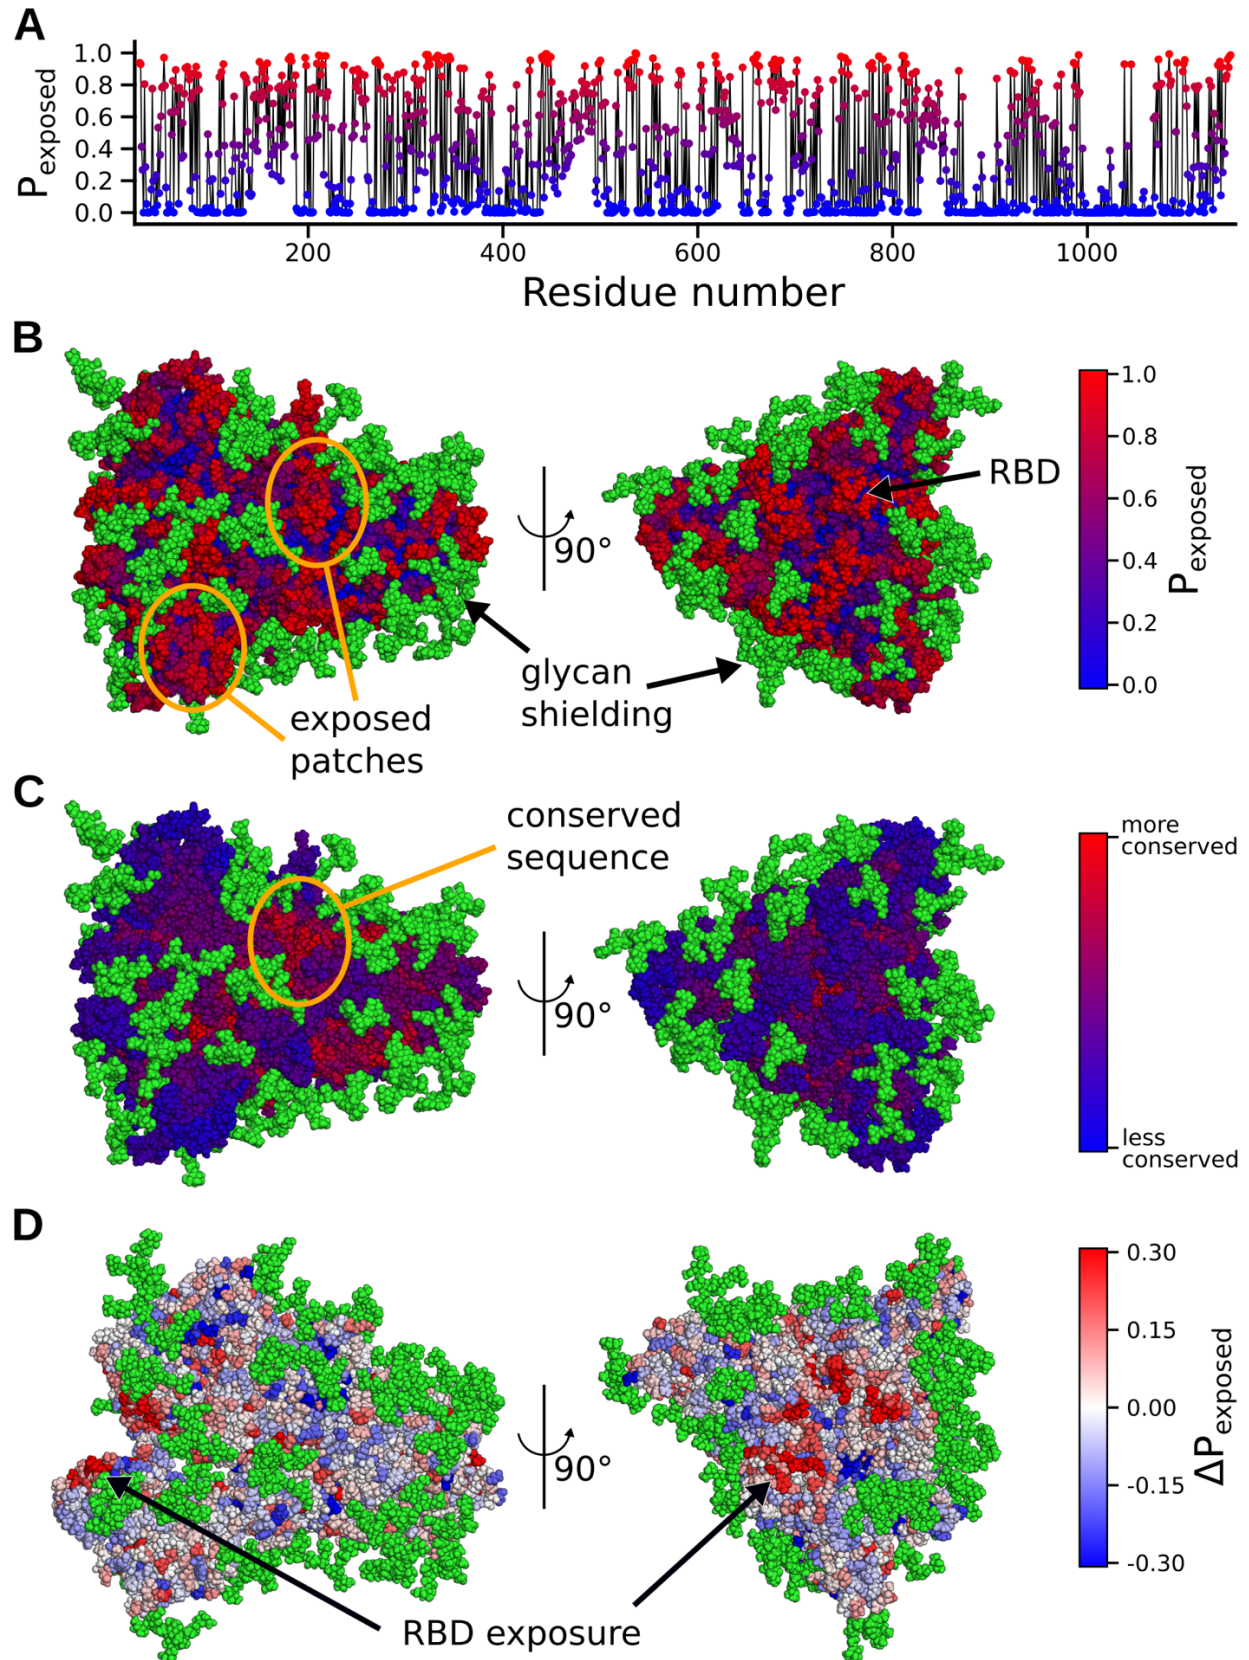 A
1.0
0.8
0.6
0.4
0.2
0.0
P_exposed
200
400
600
800
1000
Residue number
B
RBD
90°
glycan
shielding
exposed
patches
1.0
0.8
0.6
0.4
0.2
0.0
P_exposed
C
conserved
sequence
90°
more
conserved
less
conserved
D
90°
RBD exposure
0.30
0.15
0.00
-0.15
-0.30
ΔP_exposed